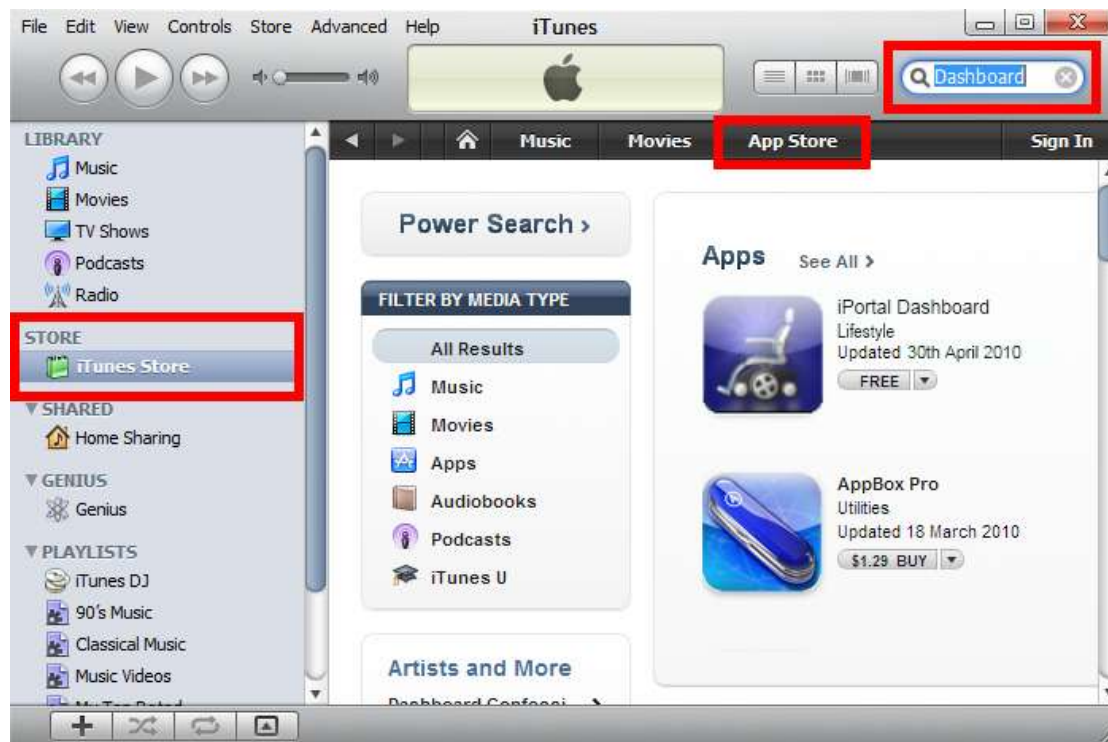 File Edit View Controls Store Advanced Help
iTunes
Dashboard
LIBRARY
Music
Movies
TV Shows
Podcasts
Radio
STORE
iTunes Store
SHARED
Home Sharing
GENIUS
Genius
PLAYLISTS
iTunes DJ
90's Music
Classical Music
Music Videos
Music Movies App Store Sign In
Power Search ›
FILTER BY MEDIA TYPE
All Results
Music
Movies
Apps
Audiobooks
Podcasts
iTunes U
Artists and More
Apps See All ›
iPortal Dashboard
Lifestyle
Updated 30th April 2010
FREE
AppBox Pro
Utilities
Updated 18 March 2010
$1.29 BUY